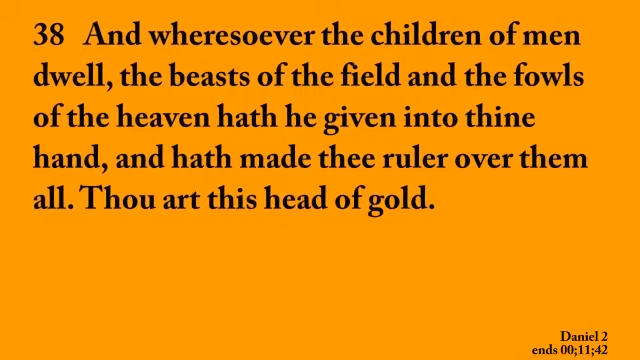 38 And wheresoever the children of men
dwell, the beasts of the field and the fowls
of the heaven hath he given into thine
hand, and hath made thee ruler over them
all. Thou art this head of gold.
Daniel 2
ends 00;11;42